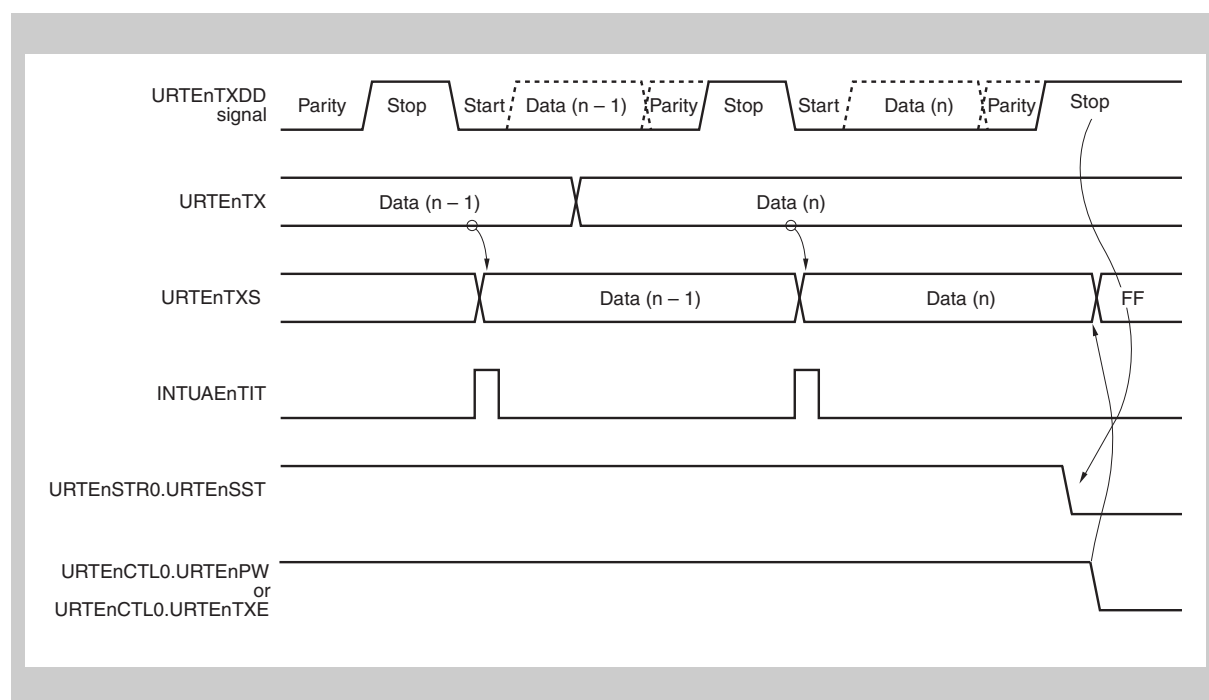 URTEnTXDD
signal
Parity Stop Start Data (n – 1) Parity Stop Start Data (n) Parity Stop
URTEnTX
Data (n – 1) Data (n)
URTEnTXS
Data (n – 1) Data (n) FF
INTUAEnTIT
URTEnSTR0.URTEnSST
URTEnCTL0.URTEnPW
or
URTEnCTL0.URTEnTXE